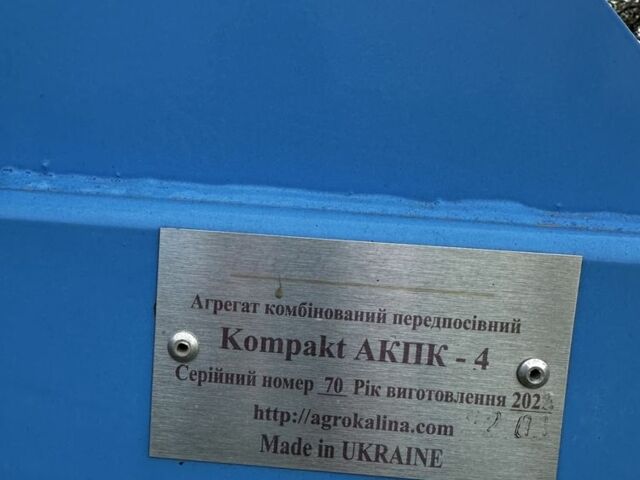 Агрегат комбінований передпосівний
Kompakt АКПК - 4
Серійний номер 70 Рік виготовлення
http://agrokalina.com
Made in UKRAINE